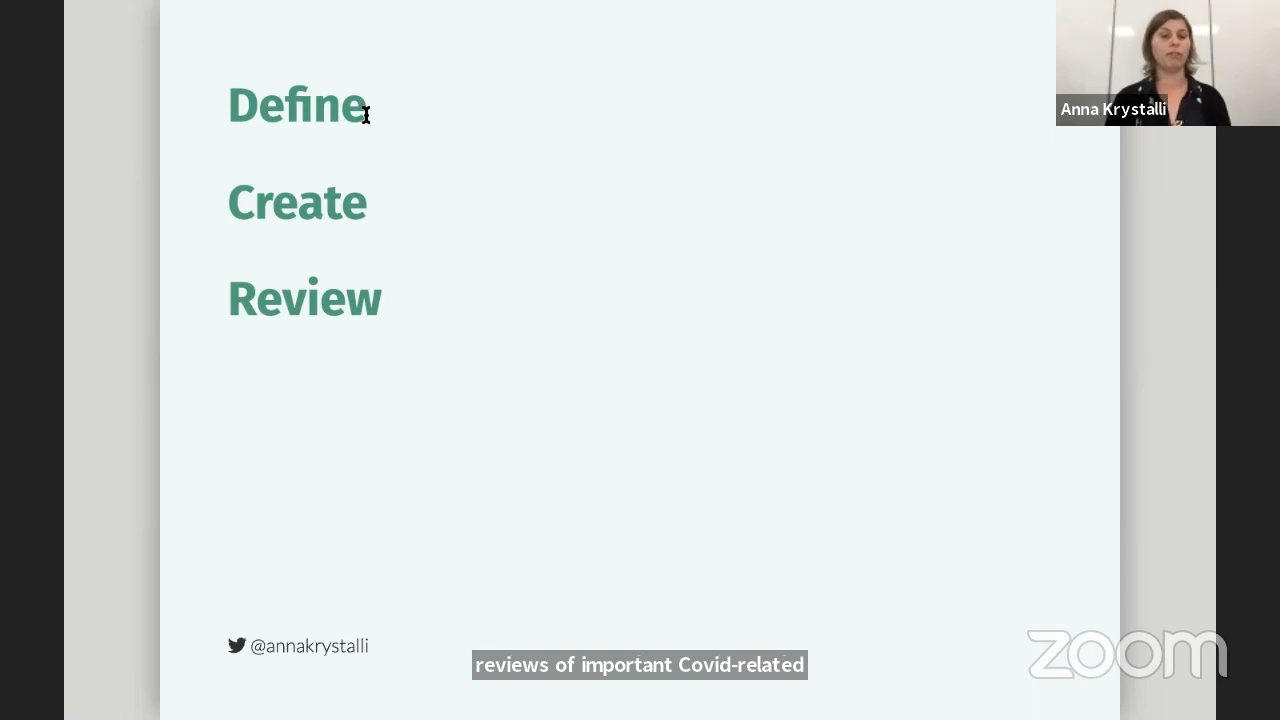 Define
Create
Review
Anna Krystalli
@annakrystalli
reviews of important Covid-related
zoom